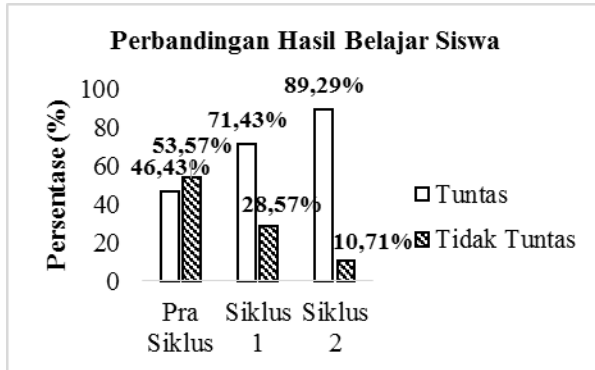 Perbandingan Hasil Belajar Siswa
Persentase (%)
100
80
60
40
20
0
46,43%
53,57%
71,43%
28,57%
89,29%
10,71%
Pra Siklus
Siklus 1
Siklus 2
Tuntas
Tidak Tuntas